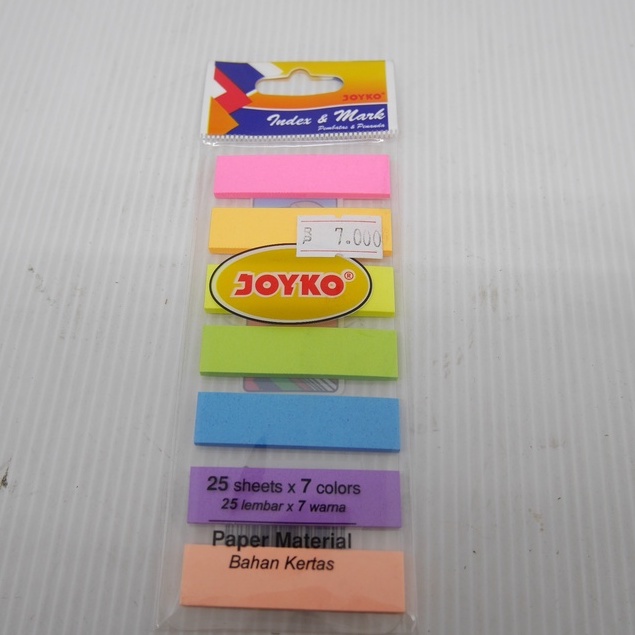 JOYKO®
Index & Mark
Pembatas & Penanda
7.000
JOYKO®
25 sheets x 7 colors
25 lembar x 7 warna
Paper Material
Bahan Kertas